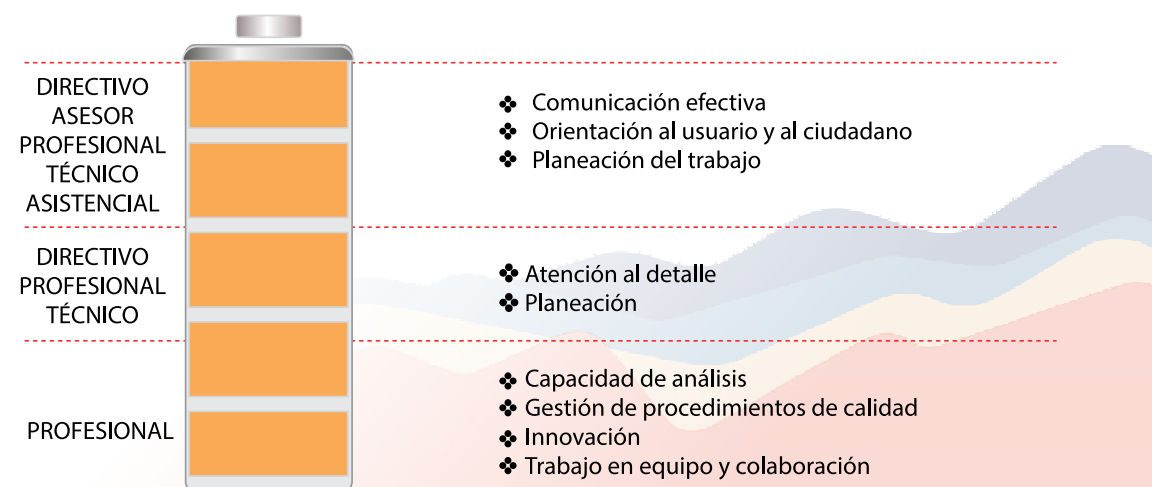 DIRECTIVO
ASESOR
PROFESIONAL
TÉCNICO
ASISTENCIAL
❖ Comunicación efectiva
❖ Orientación al usuario y al ciudadano
❖ Planeación del trabajo
DIRECTIVO
PROFESIONAL
TÉCNICO
❖ Atención al detalle
❖ Planeación
PROFESIONAL
❖ Capacidad de análisis
❖ Gestión de procedimientos de calidad
❖ Innovación
❖ Trabajo en equipo y colaboración